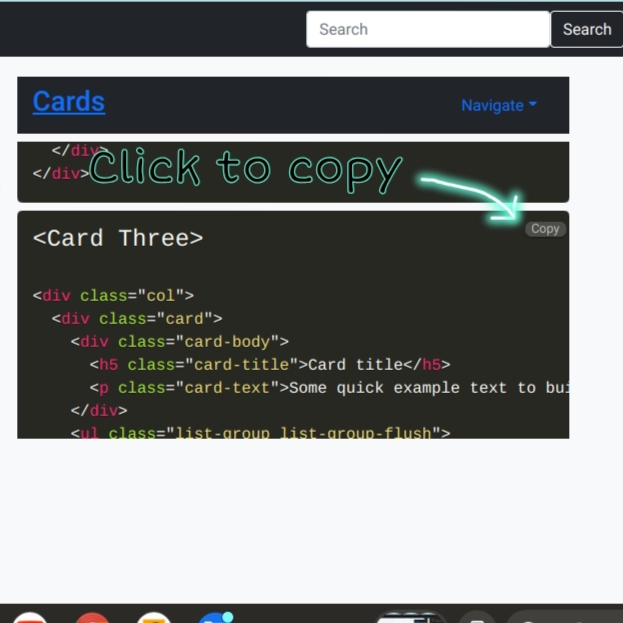 Search Search
Cards Navigate
</div>
</div>
Click to copy
Copy
<Card Three>
<div class="col">
<div class="card">
<div class="card-body">
<h5 class="card-title">Card title</h5>
<p class="card-text">Some quick example text to bui
</div>
<ul class="list-group list-group-flush">